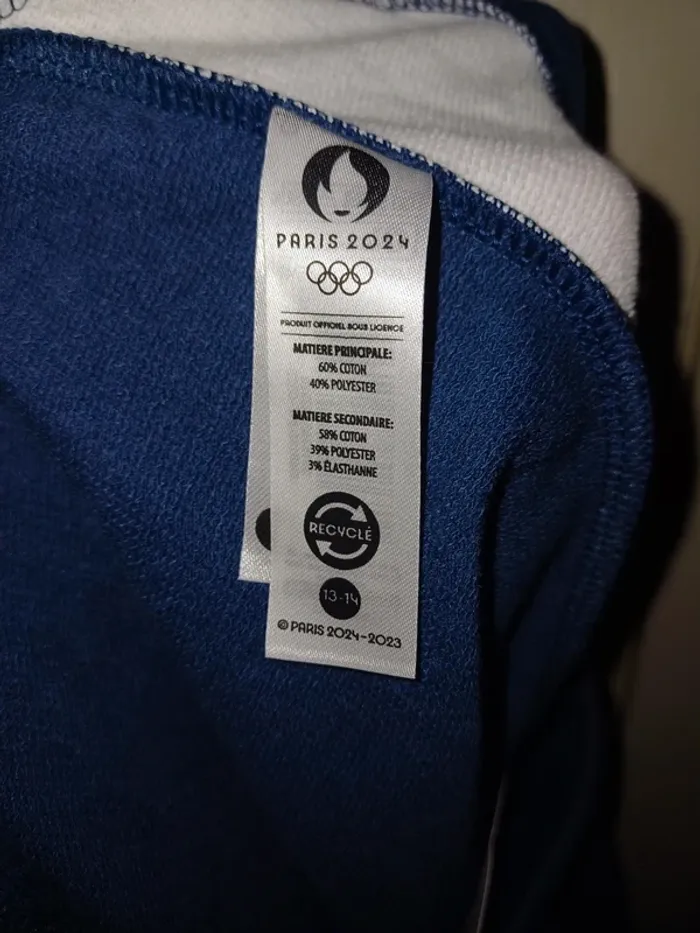 PARIS 2024
PRODUIT OFFICIEL SOUS LICENCE
MATIERE PRINCIPALE:
60% COTON
40% POLYESTER
MATIERE SECONDAIRE:
58% COTON
39% POLYESTER
3% ÉLASTHANNE
RECYCLÉ
13-14
© PARIS 2024-2023